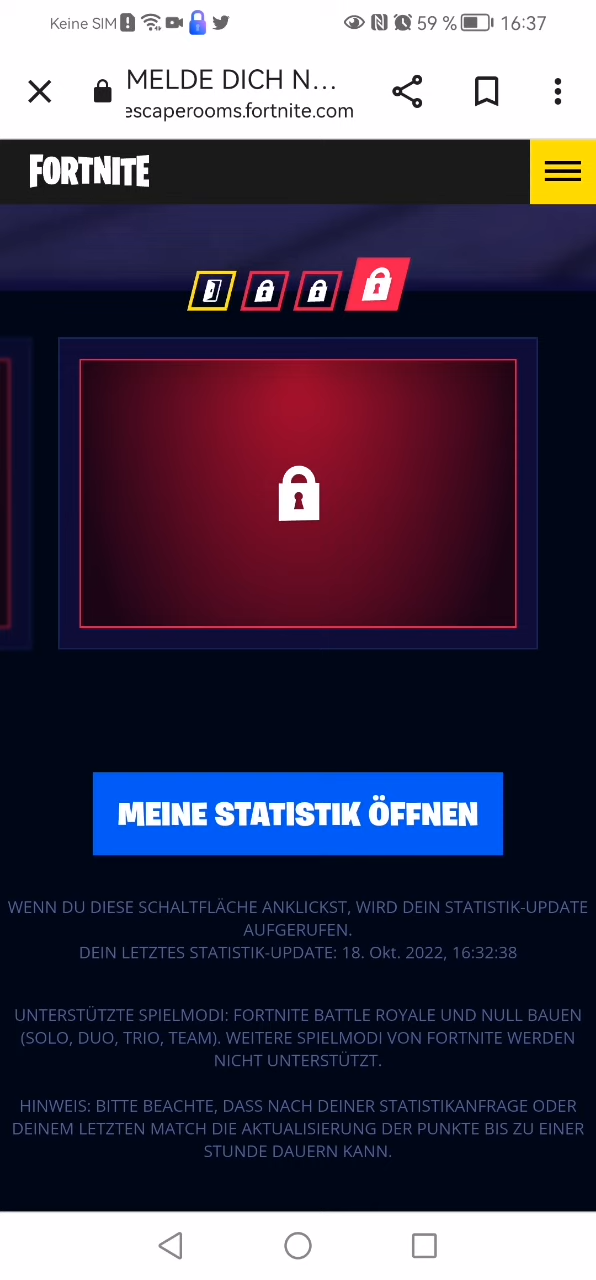 Keine SIM 59 % 16:37
MELDE DICH N...
escaperooms.fortnite.com
FORTNITE
MEINE STATISTIK ÖFFNEN
WENN DU DIESE SCHALTFLÄCHE ANKLICKST, WIRD DEIN STATISTIK-UPDATE
AUFGERUFEN.
DEIN LETZTES STATISTIK-UPDATE: 18. Okt. 2022, 16:32:38
UNTERSTÜTZTE SPIELMODI: FORTNITE BATTLE ROYALE UND NULL BAUEN
(SOLO, DUO, TRIO, TEAM). WEITERE SPIELMODI VON FORTNITE WERDEN
NICHT UNTERSTÜTZT.
HINWEIS: BITTE BEACHTE, DASS NACH DEINER STATISTIKANFRAGE ODER
DEINEM LETZTEN MATCH DIE AKTUALISIERUNG DER PUNKTE BIS ZU EINER
STUNDE DAUERN KANN.